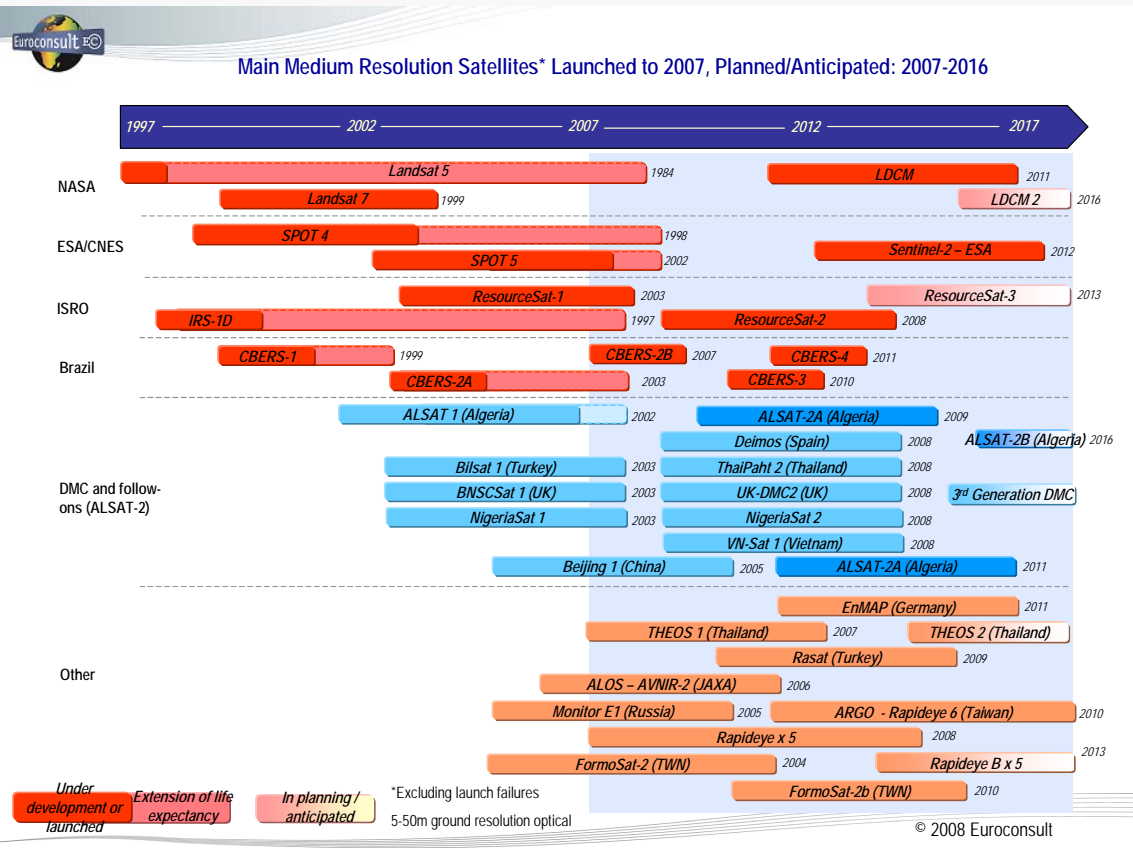 Euroconsult EC
Main Medium Resolution Satellites* Launched to 2007, Planned/Anticipated: 2007-2016
1997 2002 2007 2012 2017
NASA
Landsat 5 1984 LDCM 2011
Landsat 7 1999 LDCM 2 2016
ESA/CNES
SPOT 4 1998
SPOT 5 2002 Sentinel-2 – ESA 2012
ISRO
ResourceSat-1 2003 ResourceSat-3 2013
IRS-1D 1997 ResourceSat-2 2008
Brazil
CBERS-1 1999 CBERS-2B 2007 CBERS-4 2011
CBERS-2A 2003 CBERS-3 2010
DMC and follow-
ons (ALSAT-2)
ALSAT 1 (Algeria) 2002 ALSAT-2A (Algeria) 2009
Deimos (Spain) 2008 ALSAT-2B (Algeria) 2016
Bilsat 1 (Turkey) 2003 ThaiPaht 2 (Thailand) 2008
BNSCSat 1 (UK) 2003 UK-DMC2 (UK) 2008 3rd Generation DMC
NigeriaSat 1 2003 NigeriaSat 2 2008
VN-Sat 1 (Vietnam) 2008
Beijing 1 (China) 2005 ALSAT-2A (Algeria) 2011
Other
EnMAP (Germany) 2011
THEOS 1 (Thailand) 2007 THEOS 2 (Thailand)
Rasat (Turkey) 2009
ALOS – AVNIR-2 (JAXA) 2006
Monitor E1 (Russia) 2005 ARGO - Rapideye 6 (Taiwan) 2010
Rapideye x 5 2008
FormoSat-2 (TWN) 2004 Rapideye B x 5 2013
FormoSat-2b (TWN) 2010
Under
development or
launched
Extension of life
expectancy
In planning /
anticipated
*Excluding launch failures
5-50m ground resolution optical
© 2008 Euroconsult